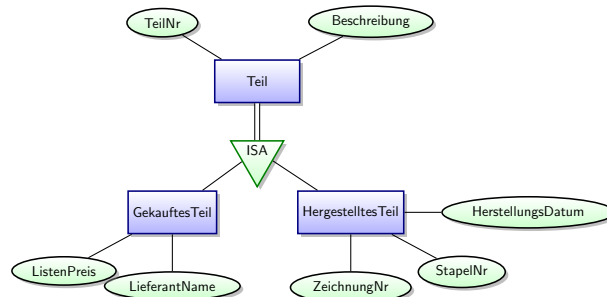 TeilNr
Beschreibung
Teil
ISA
GekauftesTeil
HergestelltesTeil
HerstellungsDatum
ListenPreis
LieferantName
ZeichnungNr
StapelNr